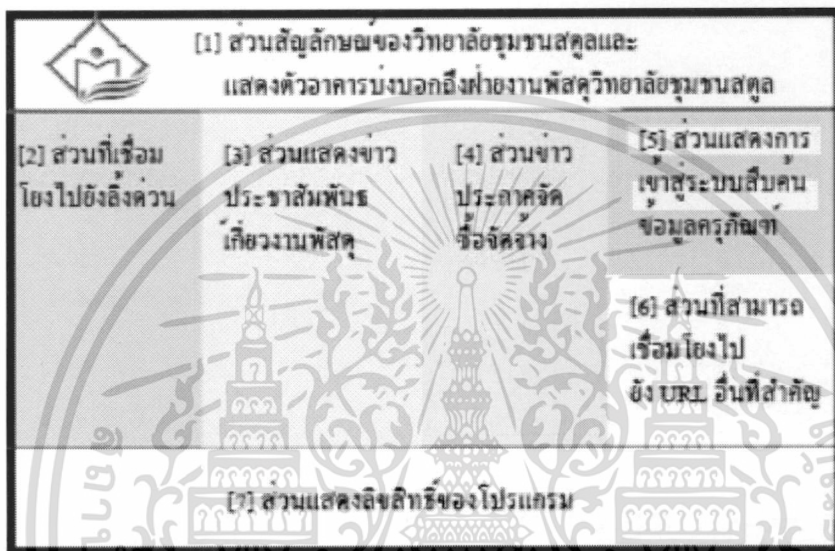 [1] ส่วนสัญลักษณ์ของวิทยาลัยชุมชนสตูลและ
แสดงตัวอาคารบ่งบอกถึงฝ่ายงานพัสดุวิทยาลัยชุมชนสตูล
[2] ส่วนที่เชื่อม
โยงไปยังลิ้งด่วน
[3] ส่วนแสดงข่าว
ประชาสัมพันธ
์เกี่ยวงานพัสดุ
[4] ส่วนข่าว
ประกาศจัด
ซื้อจัดจ้าง
[5] ส่วนแสดงการ
เข้าสู่ระบบสืบค้น
ข้อมูลครุภัณฑ์
[6] ส่วนที่สามารถ
เชื่อมโยงไป
ยัง URL อื่นที่สำคัญ
[7] ส่วนแสดงลิขสิทธิ์ของโปรแกรม